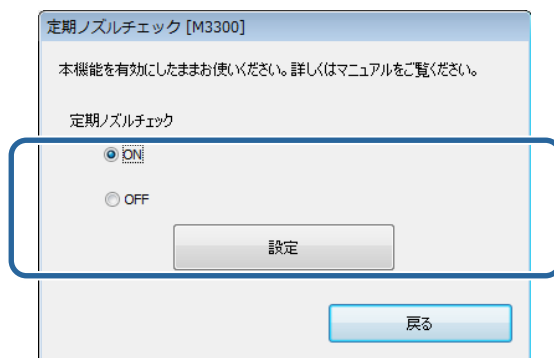 定期ノズルチェック [M3300]
本機能を有効にしたままお使いください。詳しくはマニュアルをご覧ください。
定期ノズルチェック
ON
OFF
設定
戻る